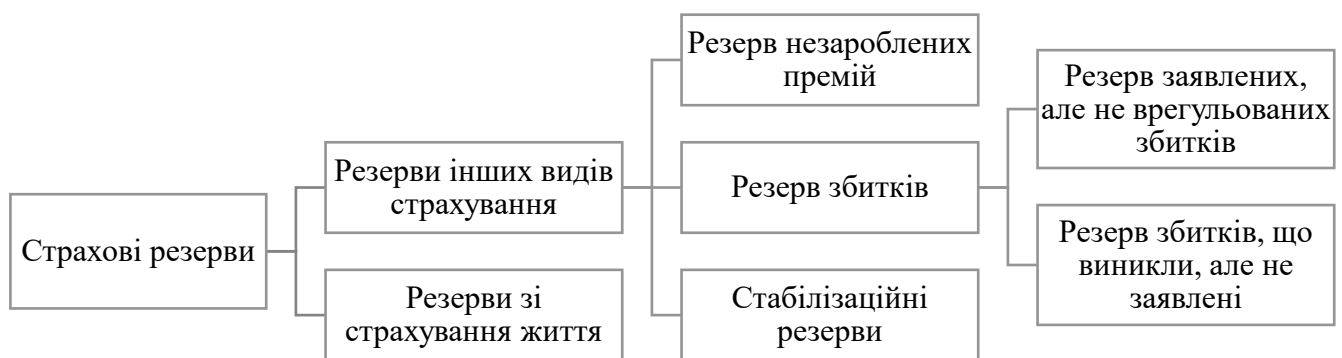 Страхові резерви
Резерви інших видів
страхування
Резерви зі
страхування життя
Резерв незароблених
премій
Резерв збитків
Стабілізаційні
резерви
Резерв заявлених,
але не врегульованих
збитків
Резерв збитків, що
виникли, але не
заявлені